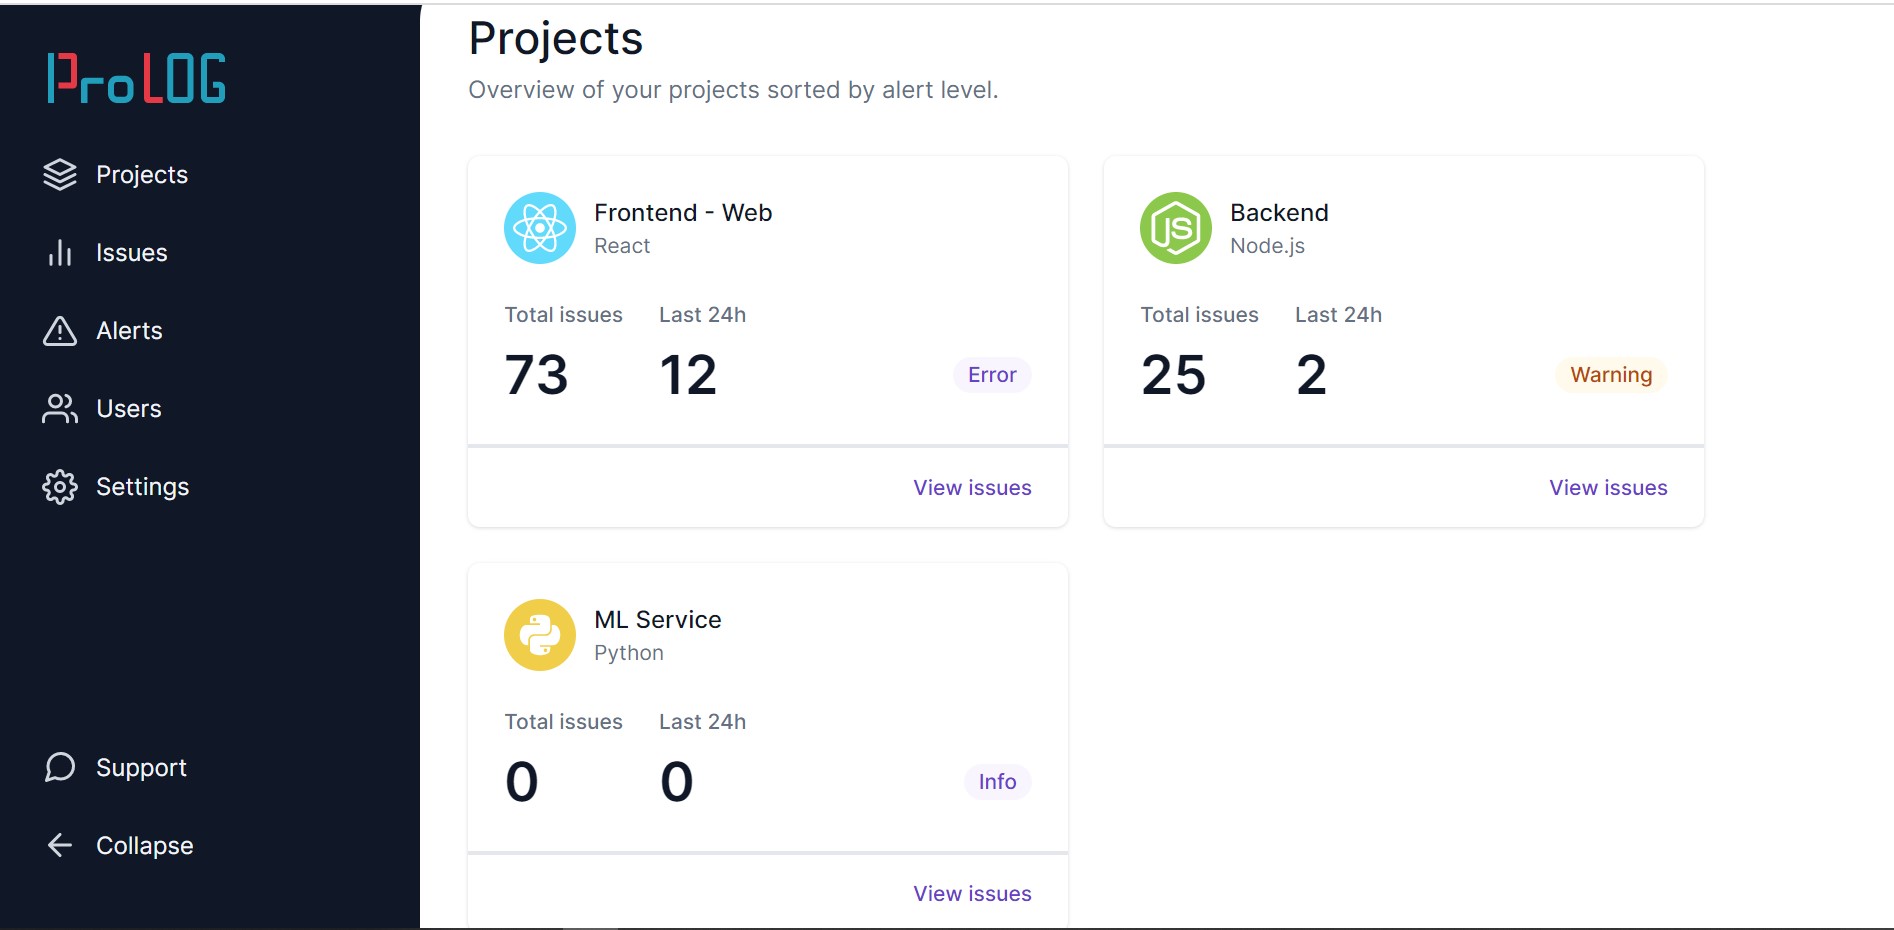 ProLOG
Projects
Issues
Alerts
Users
Settings
Support
Collapse
Projects
Overview of your projects sorted by alert level.
Frontend - Web
React
Total issues Last 24h
73 12 Error
View issues
JS
Backend
Node.js
Total issues Last 24h
25 2 Warning
View issues
ML Service
Python
Total issues Last 24h
0 0 Info
View issues